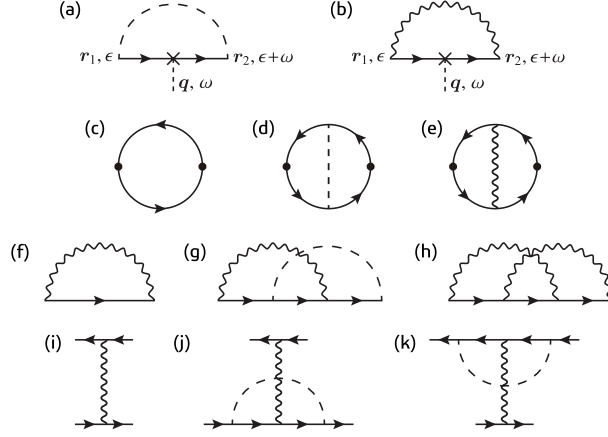 (a) (b)
r₁, ϵ r₂, ϵ+ω r₁, ϵ r₂, ϵ+ω
q, ω q, ω
(c) (d) (e)
(f) (g) (h)
(i) (j) (k)